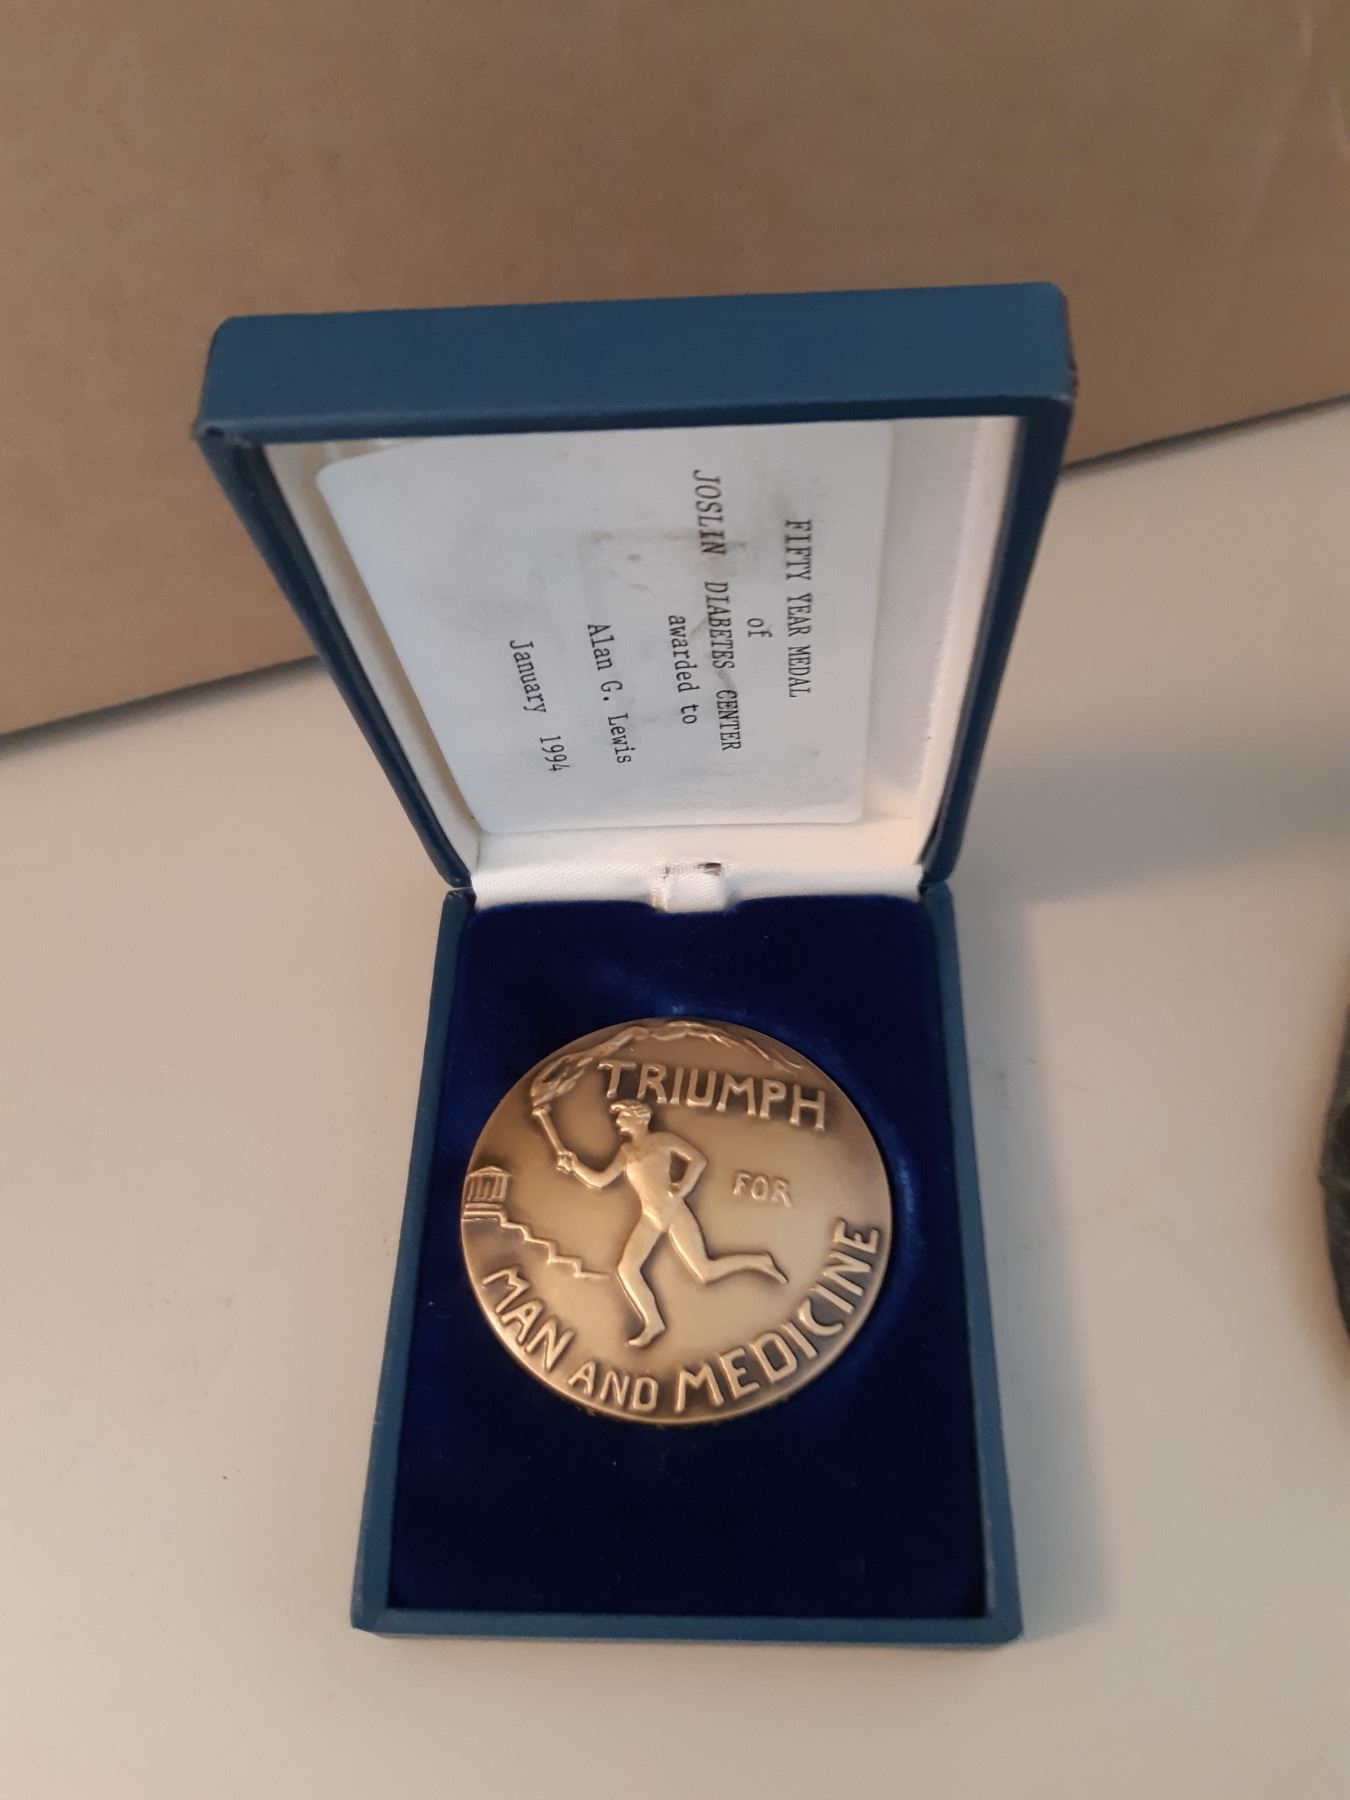 FIFTY YEAR MEDAL
of
JOSLIN DIABETES CENTER
awarded to
Alan G. Lewis
January 1994
TRIUMPH
FOR
MAN AND MEDICINE